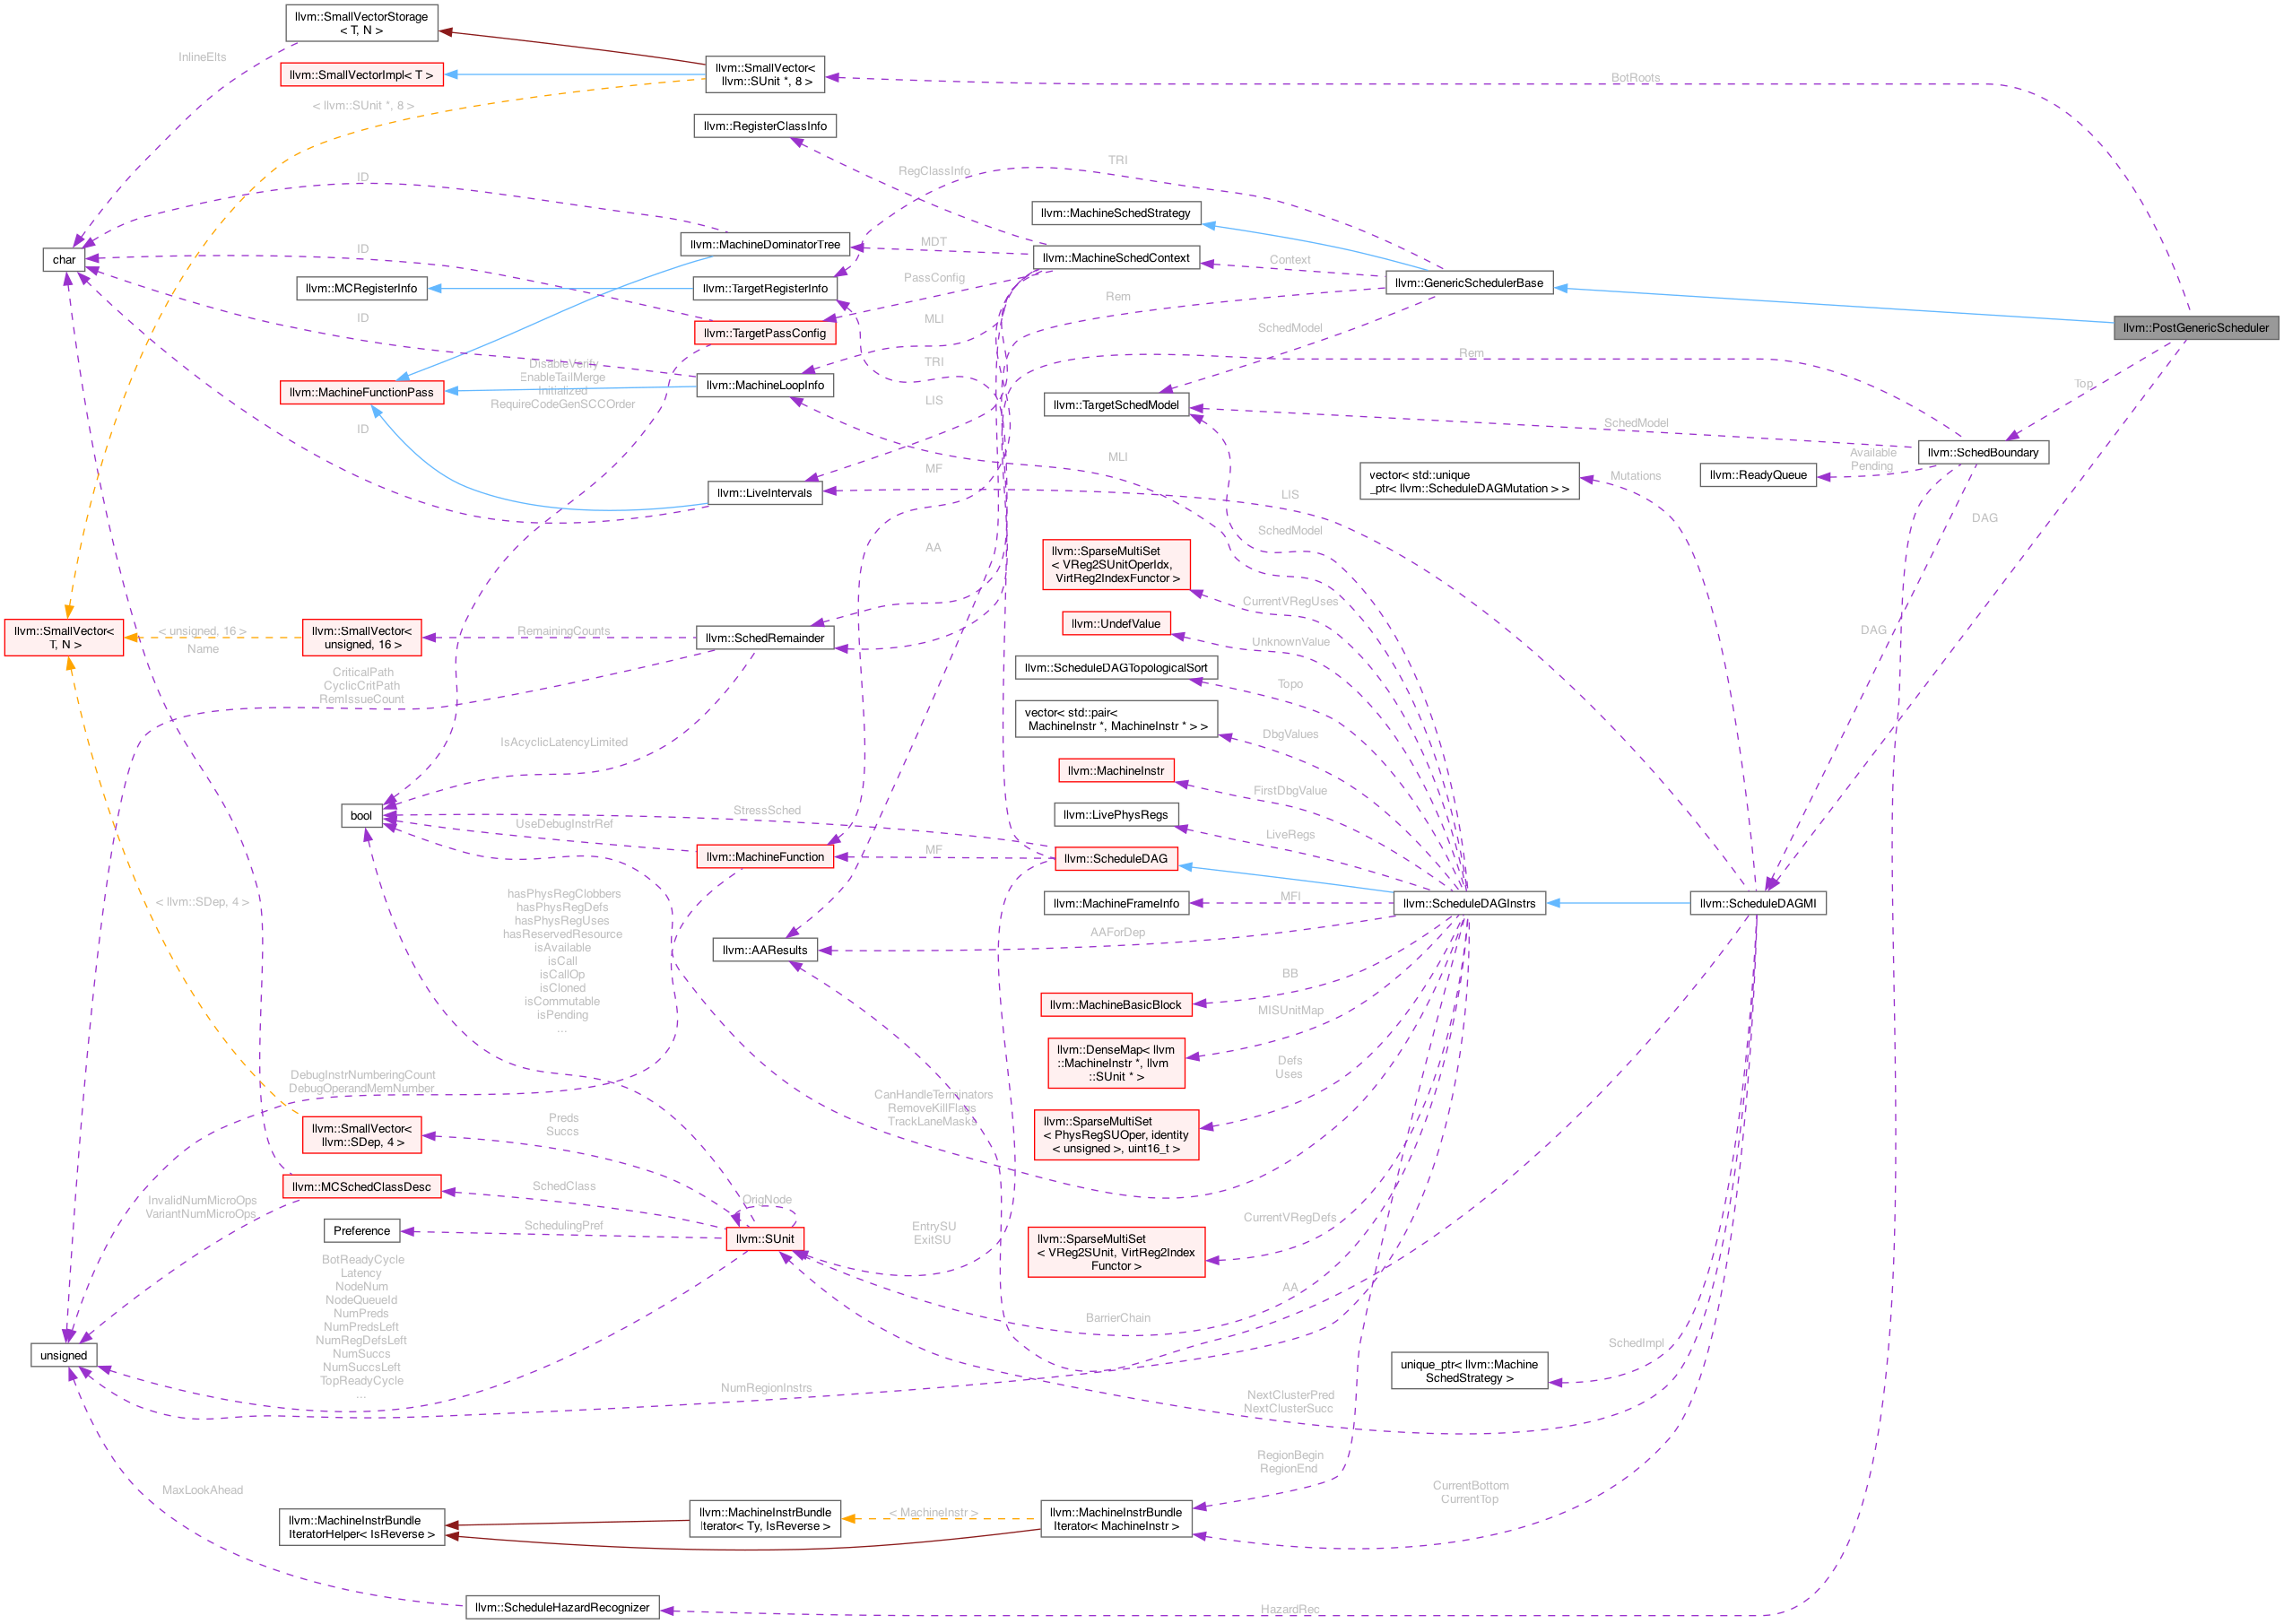 llvm::SmallVectorStorage
< T, N >
InlineElts
llvm::SmallVectorImpl< T >
llvm::SmallVector<
llvm::SUnit *, 8 >
BotRoots
< llvm::SUnit *, 8 >
llvm::RegisterClassInfo
TRI
RegClassInfo
ID
llvm::MachineSchedStrategy
llvm::MachineDominatorTree
MDT
llvm::MachineSchedContext
Context
llvm::GenericSchedulerBase
char
ID
PassConfig
llvm::MCRegisterInfo
llvm::TargetRegisterInfo
Rem
ID
llvm::TargetPassConfig
MLI
SchedModel
llvm::PostGenericScheduler
DisableVerify
EnableTailMerge
Initialized
RequireCodeGenSCCOrder
TRI
Rem
Top
llvm::MachineFunctionPass
llvm::MachineLoopInfo
LIS
llvm::TargetSchedModel
SchedModel
ID
MF
MLI
llvm::SchedBoundary
Available
Pending
llvm::ReadyQueue
vector< std::unique
_ptr< llvm::ScheduleDAGMutation > >
Mutations
llvm::LiveIntervals
LIS
DAG
SchedModel
AA
llvm::SparseMultiSet
< VReg2SUnitOperIdx,
VirtReg2IndexFunctor >
CurrentVRegUses
llvm::UndefValue
UnknownValue
DAG
llvm::SmallVector<
T, N >
< unsigned, 16 >
Name
llvm::SmallVector<
unsigned, 16 >
RemainingCounts
llvm::SchedRemainder
llvm::ScheduleDAGTopologicalSort
Topo
CriticalPath
CyclicCritPath
RemIssueCount
vector< std::pair<
MachineInstr *, MachineInstr * > >
DbgValues
IsAcyclicLatencyLimited
llvm::MachineInstr
FirstDbgValue
bool
StressSched
UseDebugInstrRef
llvm::LivePhysRegs
LiveRegs
llvm::MachineFunction
MF
llvm::ScheduleDAG
hasPhysRegClobbers
hasPhysRegDefs
hasPhysRegUses
hasReservedResource
isAvailable
isCall
isCallOp
isCloned
isCommutable
isPending
...
< llvm::SDep, 4 >
llvm::MachineFrameInfo
MFI
llvm::ScheduleDAGInstrs
llvm::ScheduleDAGMI
llvm::AAResults
AAForDep
BB
llvm::MachineBasicBlock
MISUnitMap
llvm::DenseMap< llvm
::MachineInstr *, llvm
::SUnit * >
Defs
Uses
DebugInstrNumberingCount
DebugOperandMemNumber
CanHandleTerminators
RemoveKillFlags
TrackLaneMasks
llvm::SmallVector<
llvm::SDep, 4 >
Preds
Succs
llvm::SparseMultiSet
< PhysRegSUOper, identity
< unsigned >, uint16_t >
llvm::MCSchedClassDesc
SchedClass
InvalidNumMicroOps
VariantNumMicroOps
OrigNode
Preference
SchedulingPref
llvm::SUnit
EntrySU
ExitSU
CurrentVRegDefs
llvm::SparseMultiSet
< VReg2SUnit, VirtReg2Index
Functor >
BotReadyCycle
Latency
NodeNum
NodeQueueId
NumPreds
NumPredsLeft
NumRegDefsLeft
NumSuccs
NumSuccsLeft
TopReadyCycle
...
AA
BarrierChain
unsigned
SchedImpl
unique_ptr< llvm::Machine
SchedStrategy >
NumRegionInstrs
NextClusterPred
NextClusterSucc
MaxLookAhead
RegionBegin
RegionEnd
CurrentBottom
CurrentTop
llvm::MachineInstrBundle
IteratorHelper< IsReverse >
llvm::MachineInstrBundle
Iterator< Ty, IsReverse >
< MachineInstr >
llvm::MachineInstrBundle
Iterator< MachineInstr >
llvm::ScheduleHazardRecognizer
HazardRec